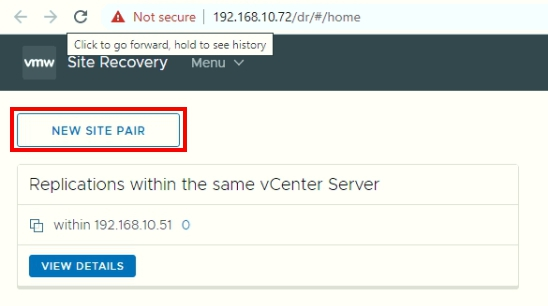 Not secure | 192.168.10.72/dr/#/home
Click to go forward, hold to see history
vmw Site Recovery Menu
NEW SITE PAIR
Replications within the same vCenter Server
within 192.168.10.51 0
VIEW DETAILS